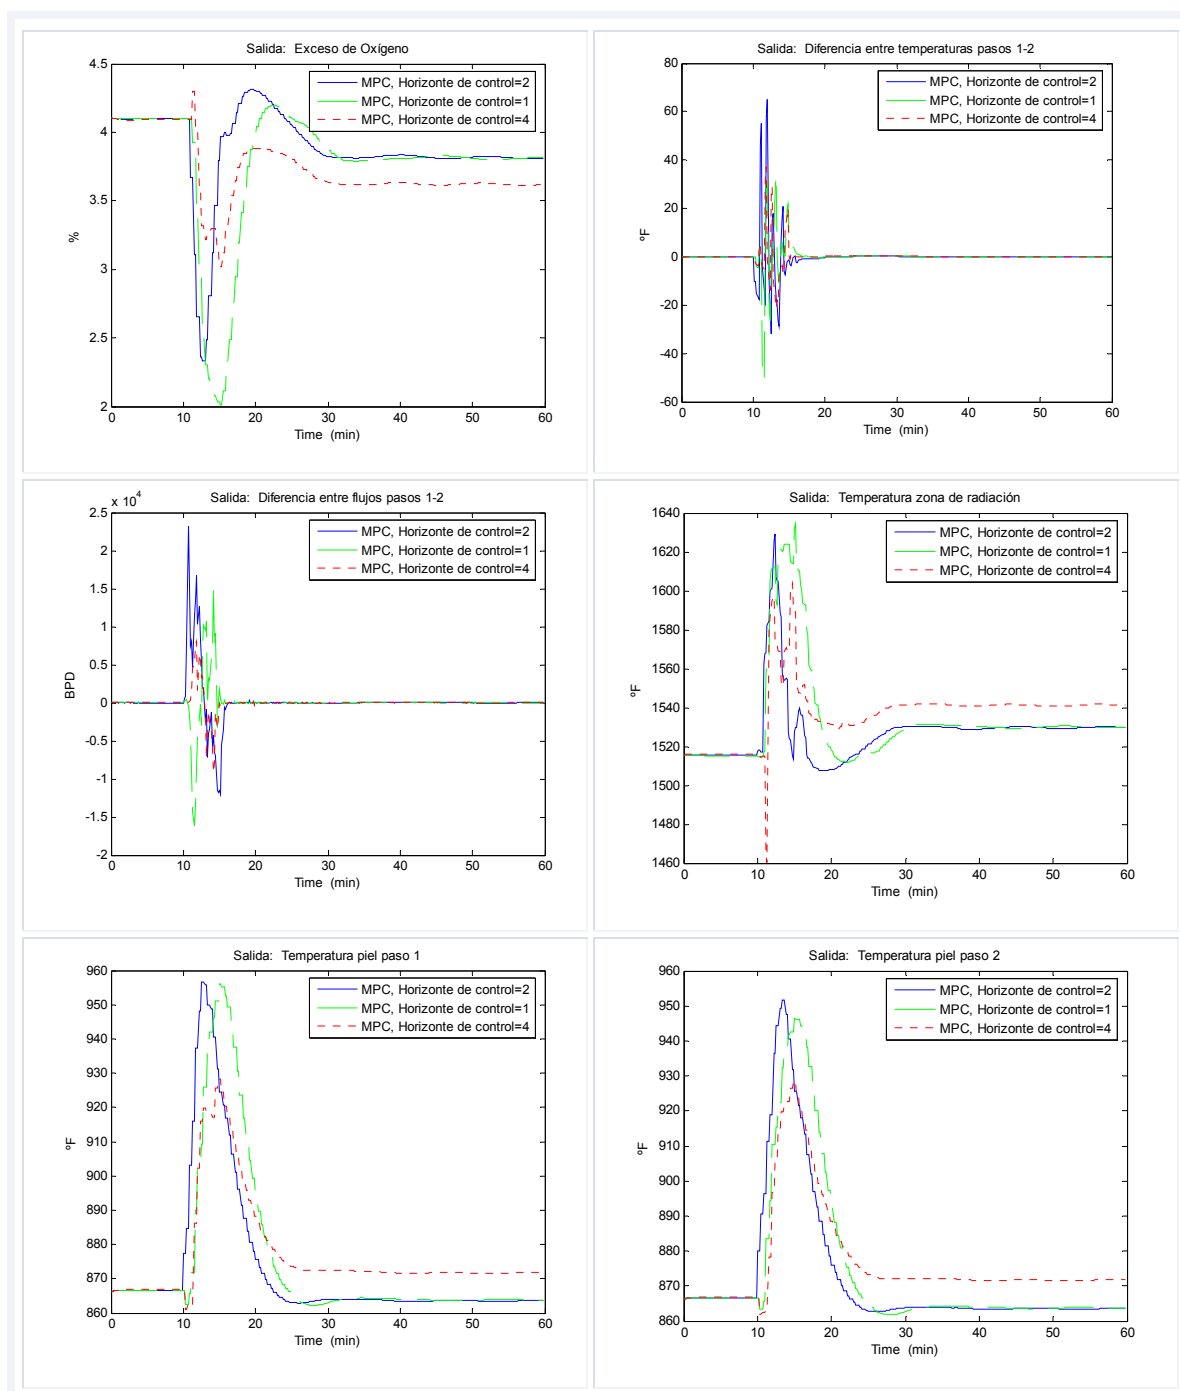 Salida: Exceso de Oxígeno
4.5
4
3.5
3
2.5
2
%
MPC, Horizonte de control=2
MPC, Horizonte de control=1
MPC, Horizonte de control=4
0 10 20 30 40 50 60
Time (min)
Salida: Diferencia entre temperaturas pasos 1-2
80
60
40
20
0
-20
-40
-60
ºF
MPC, Horizonte de control=2
MPC, Horizonte de control=1
MPC, Horizonte de control=4
0 10 20 30 40 50 60
Time (min)
Salida: Diferencia entre flujos pasos 1-2
x 10^4
2.5
2
1.5
1
0.5
0
-0.5
-1
-1.5
-2
BPD
MPC, Horizonte de control=2
MPC, Horizonte de control=1
MPC, Horizonte de control=4
0 10 20 30 40 50 60
Time (min)
Salida: Temperatura zona de radiación
1640
1620
1600
1580
1560
1540
1520
1500
1480
1460
ºF
MPC, Horizonte de control=2
MPC, Horizonte de control=1
MPC, Horizonte de control=4
0 10 20 30 40 50 60
Time (min)
Salida: Temperatura piel paso 1
960
950
940
930
920
910
900
890
880
870
860
ºF
MPC, Horizonte de control=2
MPC, Horizonte de control=1
MPC, Horizonte de control=4
0 10 20 30 40 50 60
Time (min)
Salida: Temperatura piel paso 2
960
950
940
930
920
910
900
890
880
870
860
ºF
MPC, Horizonte de control=2
MPC, Horizonte de control=1
MPC, Horizonte de control=4
0 10 20 30 40 50 60
Time (min)